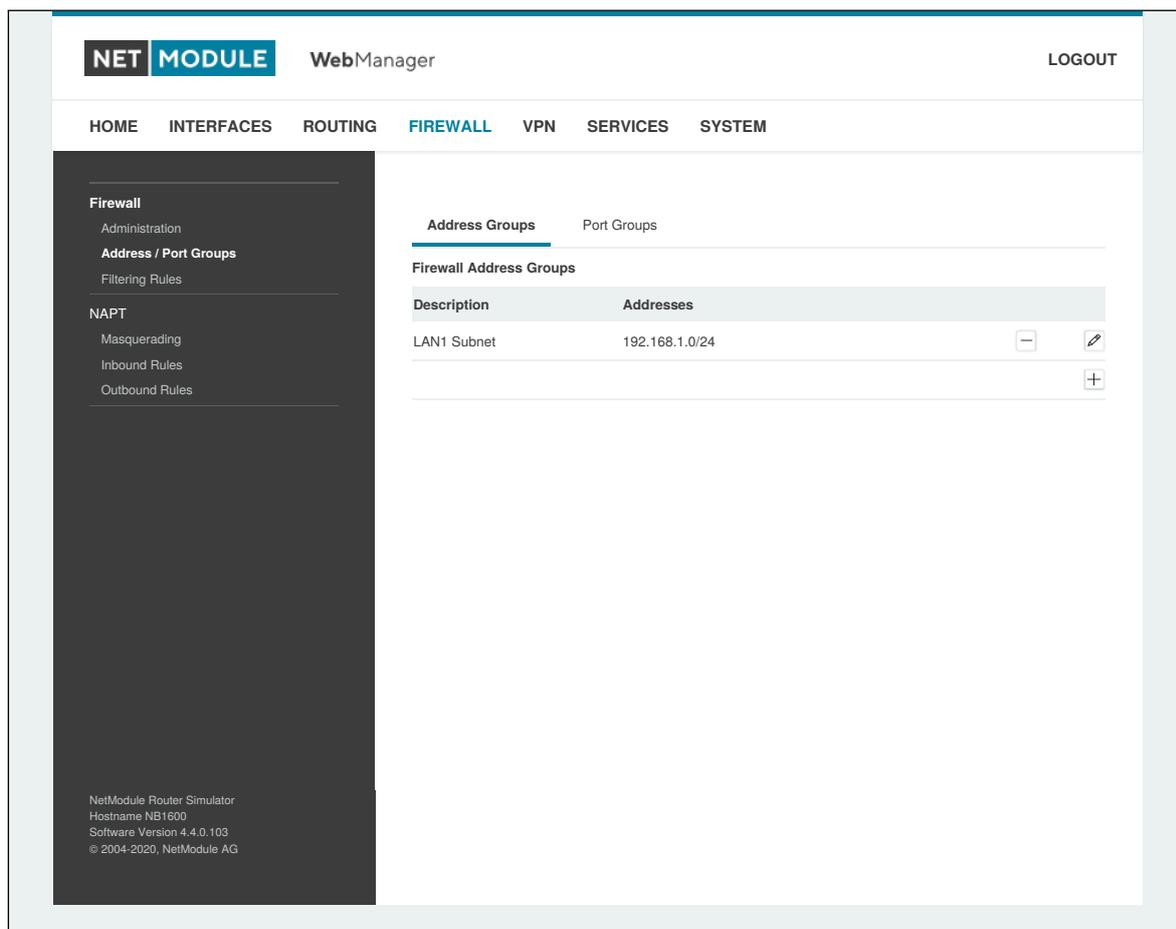 NET MODULE WebManager LOGOUT
HOME INTERFACES ROUTING FIREWALL VPN SERVICES SYSTEM
Firewall
Administration
Address / Port Groups
Filtering Rules
NAPT
Masquerading
Inbound Rules
Outbound Rules
Address Groups Port Groups
Firewall Address Groups
Description Addresses
LAN1 Subnet 192.168.1.0/24
NetModule Router Simulator
Hostname NB1600
Software Version 4.4.0.103
© 2004-2020, NetModule AG